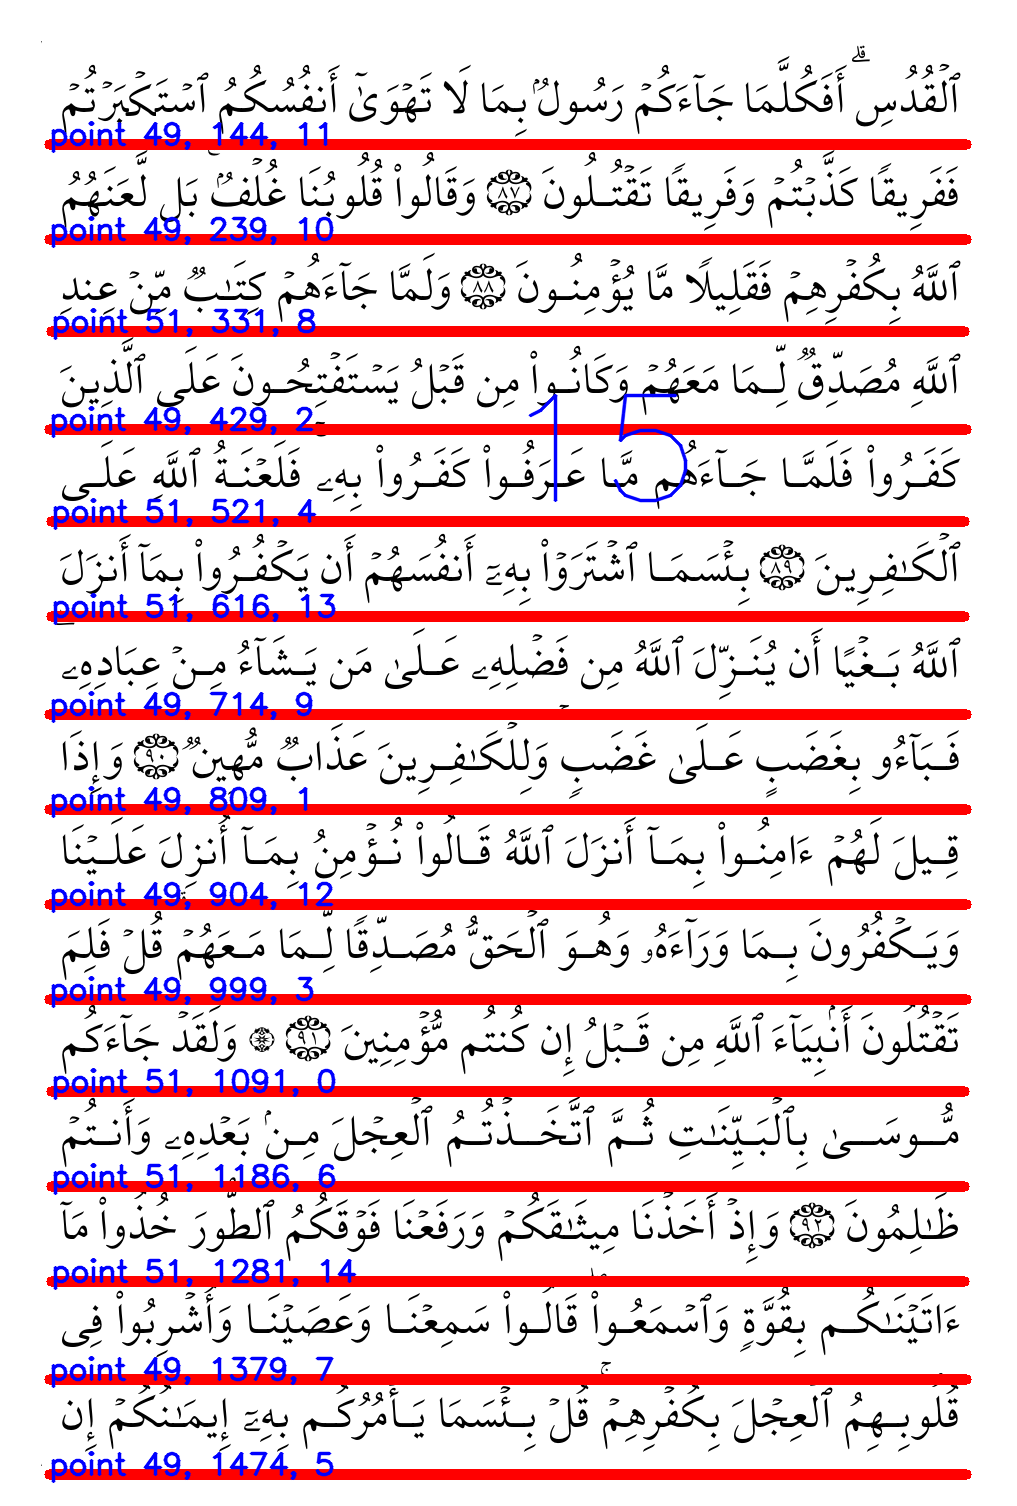 ٱلۡقُدُسِۗ أَفَكُلَّمَا جَآءَكُمۡ رَسُولُۢ بِمَا لَا تَهۡوَىٰٓ أَنفُسُكُمُ ٱسۡتَكۡبَرۡتُمۡ
point 49, 144, 11
فَفَرِيقًا كَذَّبۡتُمۡ وَفَرِيقًا تَقۡتُلُونَ ٨٧ وَقَالُواْ قُلُوبُنَا غُلۡفُۢۚ بَل لَّعَنَهُمُ
point 49, 239, 10
ٱللَّهُ بِكُفۡرِهِمۡ فَقَلِيلٗا مَّا يُؤۡمِنُونَ ٨٨ وَلَمَّا جَآءَهُمۡ كِتَٰبٞ مِّنۡ عِندِ
point 51, 331, 8
ٱللَّهِ مُصَدِّقٞ لِّمَا مَعَهُمۡ وَكَانُواْ مِن قَبۡلُ يَسۡتَفۡتِحُونَ عَلَى ٱلَّذِينَ
point 49, 429, 2
15
كَفَرُواْ فَلَمَّا جَآءَهُم مَّا عَرَفُواْ كَفَرُواْ بِهِۦۚ فَلَعۡنَةُ ٱللَّهِ عَلَى
point 51, 521, 4
ٱلۡكَٰفِرِينَ ٨٩ بِئۡسَمَا ٱشۡتَرَوۡاْ بِهِۦٓ أَنفُسَهُمۡ أَن يَكۡفُرُواْ بِمَآ أَنزَلَ
point 51, 616, 13
ٱللَّهُ بَغۡيًا أَن يُنَزِّلَ ٱللَّهُ مِن فَضۡلِهِۦ عَلَىٰ مَن يَشَآءُ مِنۡ عِبَادِهِۦۖ
point 49, 714, 9
فَبَآءُو بِغَضَبٍ عَلَىٰ غَضَبٖۚ وَلِلۡكَٰفِرِينَ عَذَابٞ مُّهِينٞ ٩٠ وَإِذَا
point 49, 809, 1
قِيلَ لَهُمۡ ءَامِنُواْ بِمَآ أَنزَلَ ٱللَّهُ قَالُواْ نُؤۡمِنُ بِمَآ أُنزِلَ عَلَيۡنَا
point 49, 904, 12
وَيَكۡفُرُونَ بِمَا وَرَآءَهُۥ وَهُوَ ٱلۡحَقُّ مُصَدِّقٗا لِّمَا مَعَهُمۡۗ قُلۡ فَلِمَ
point 49, 999, 3
تَقۡتُلُونَ أَنۢبِيَآءَ ٱللَّهِ مِن قَبۡلُ إِن كُنتُم مُّؤۡمِنِينَ ٩١ ۞ وَلَقَدۡ جَآءَكُم
point 51, 1091, 0
مُّوسَىٰ بِٱلۡبَيِّنَٰتِ ثُمَّ ٱتَّخَذۡتُمُ ٱلۡعِجۡلَ مِنۢ بَعۡدِهِۦ وَأَنتُمۡ
point 51, 1186, 6
ظَٰلِمُونَ ٩٢ وَإِذۡ أَخَذۡنَا مِيثَٰقَكُمۡ وَرَفَعۡنَا فَوۡقَكُمُ ٱلطُّورَ خُذُواْ مَآ
point 51, 1281, 14
ءَاتَيۡنَٰكُم بِقُوَّةٖ وَٱسۡمَعُواْۖ قَالُواْ سَمِعۡنَا وَعَصَيۡنَا وَأُشۡرِبُواْ فِي
point 49, 1379, 7
قُلُوبِهِمُ ٱلۡعِجۡلَ بِكُفۡرِهِمۡۚ قُلۡ بِئۡسَمَا يَأۡمُرُكُم بِهِۦٓ إِيمَٰنُكُمۡ إِن
point 49, 1474, 5